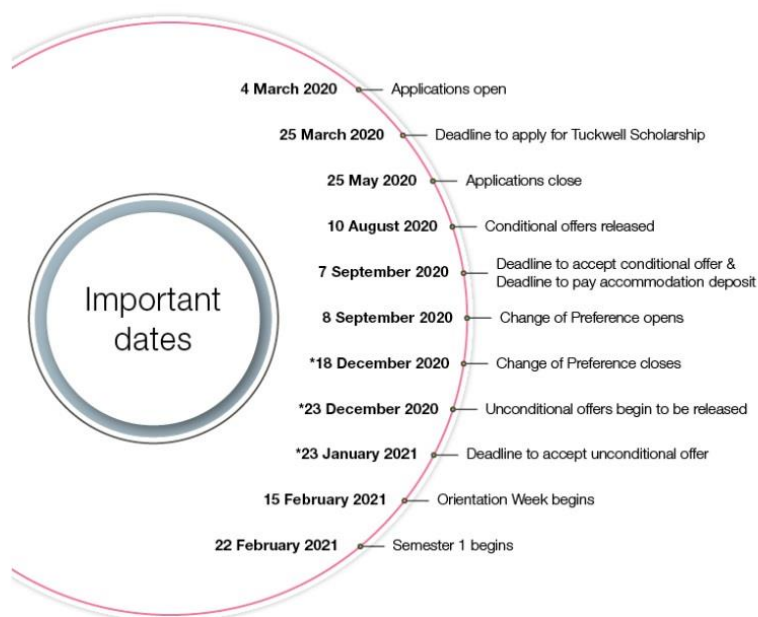 Important
dates
4 March 2020 Applications open
25 March 2020 Deadline to apply for Tuckwell Scholarship
25 May 2020 Applications close
10 August 2020 Conditional offers released
7 September 2020 Deadline to accept conditional offer &
Deadline to pay accommodation deposit
8 September 2020 Change of Preference opens
*18 December 2020 Change of Preference closes
*23 December 2020 Unconditional offers begin to be released
*23 January 2021 Deadline to accept unconditional offer
15 February 2021 Orientation Week begins
22 February 2021 Semester 1 begins